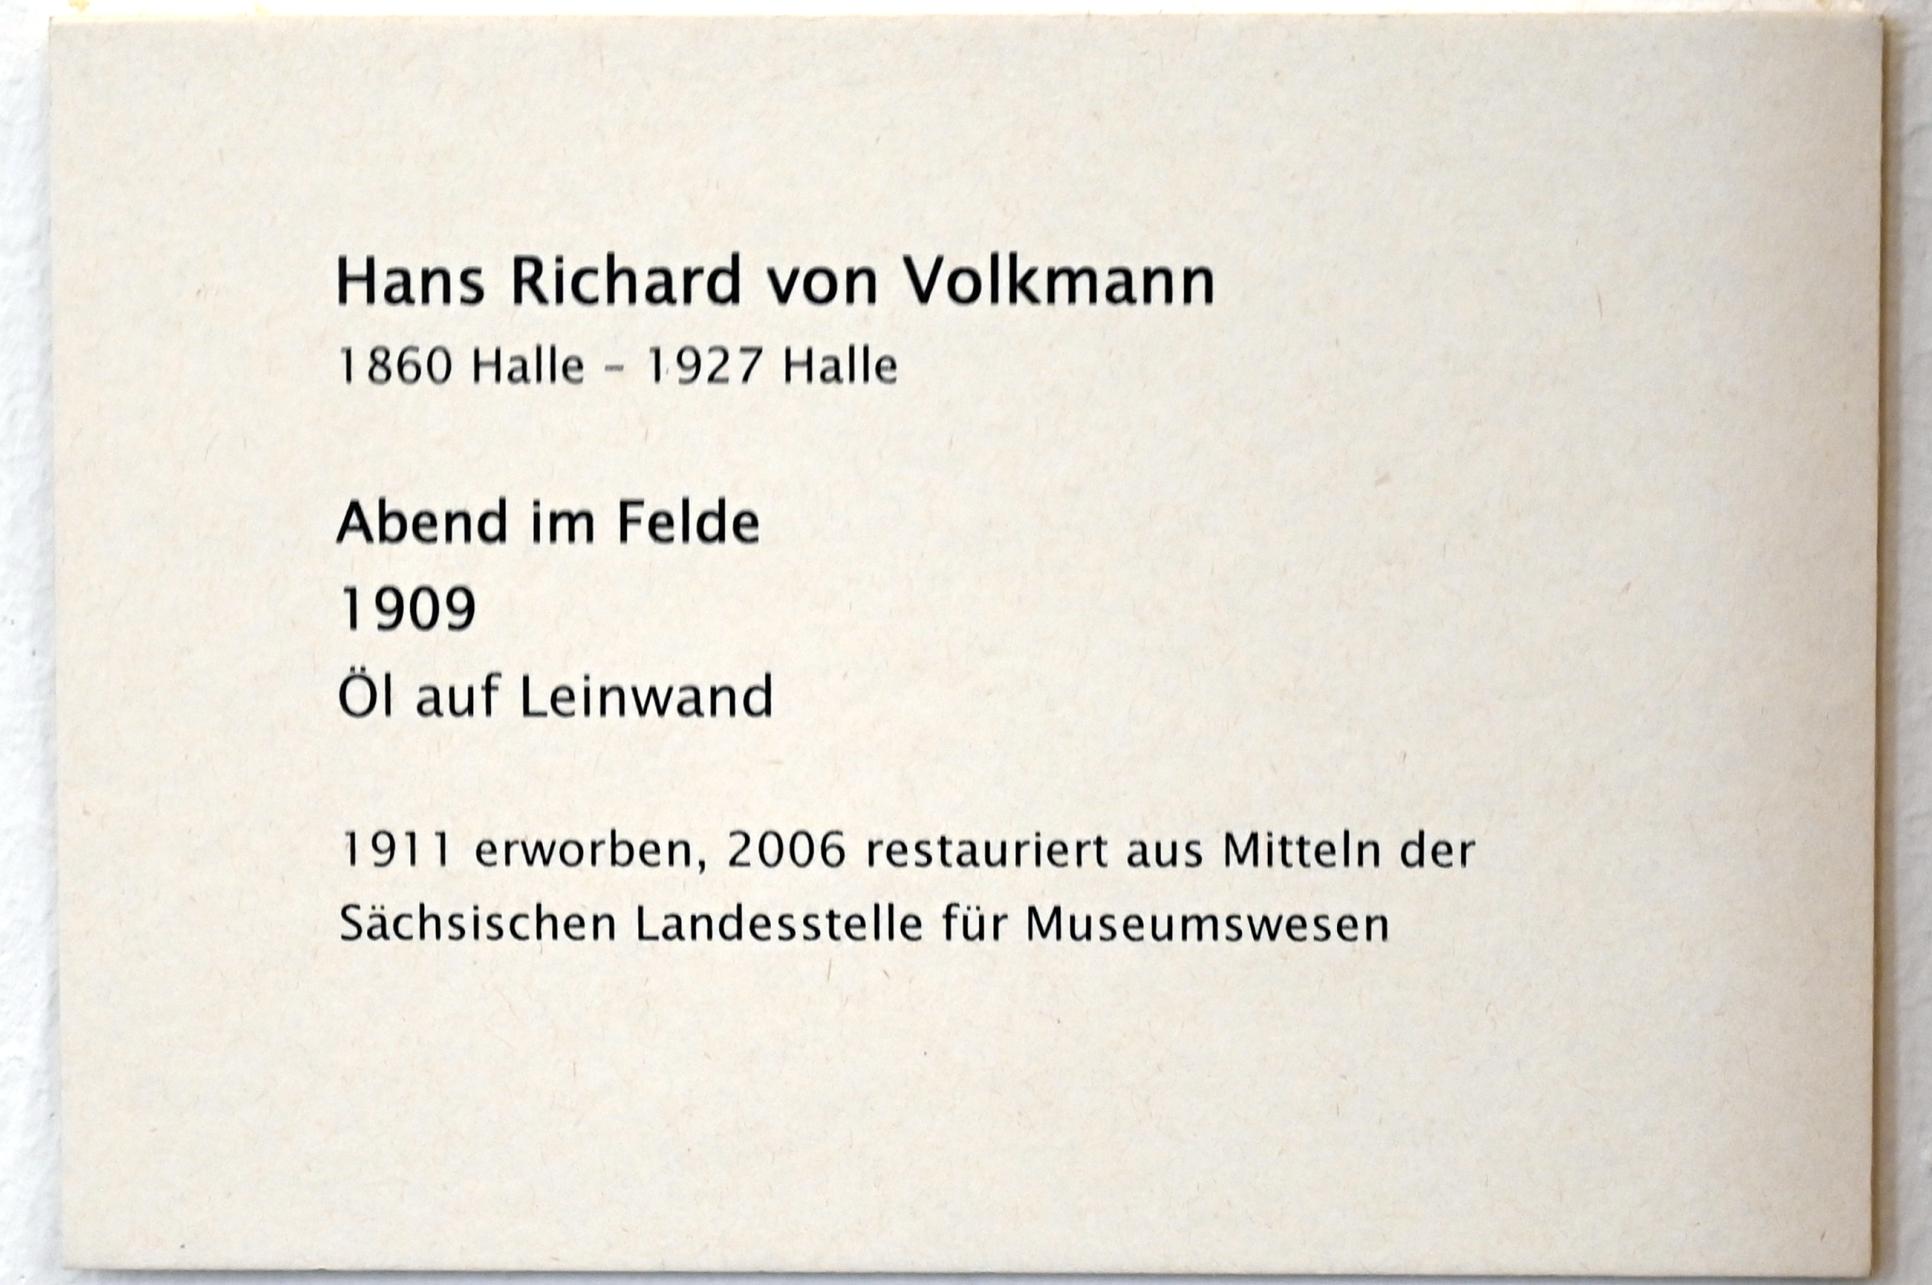 Hans Richard von Volkmann
1860 Halle – 1927 Halle
Abend im Felde
1909
Öl auf Leinwand
1911 erworben, 2006 restauriert aus Mitteln der
Sächsischen Landesstelle für Museumswesen